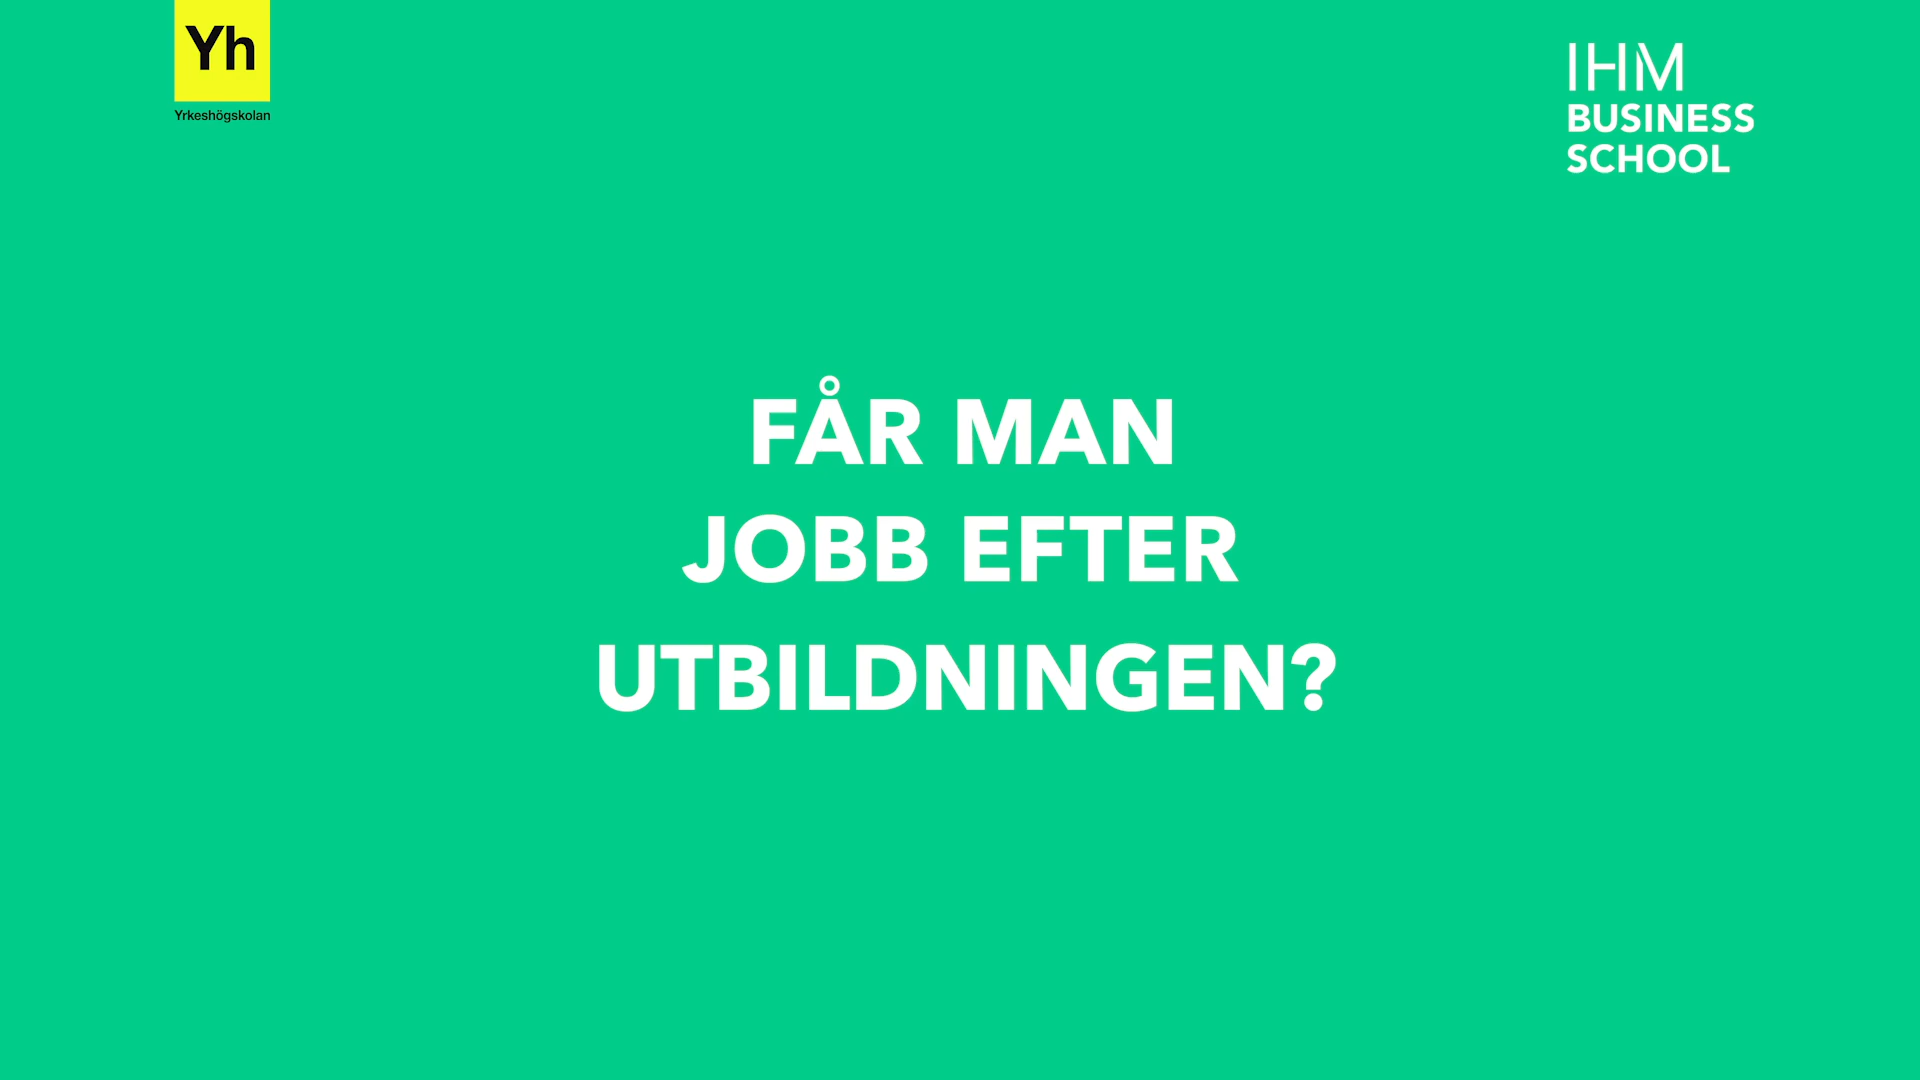 Yh
Yrkeshögskolan
IHM
BUSINESS
SCHOOL
FÅR MAN
JOBB EFTER
UTBILDNINGEN?